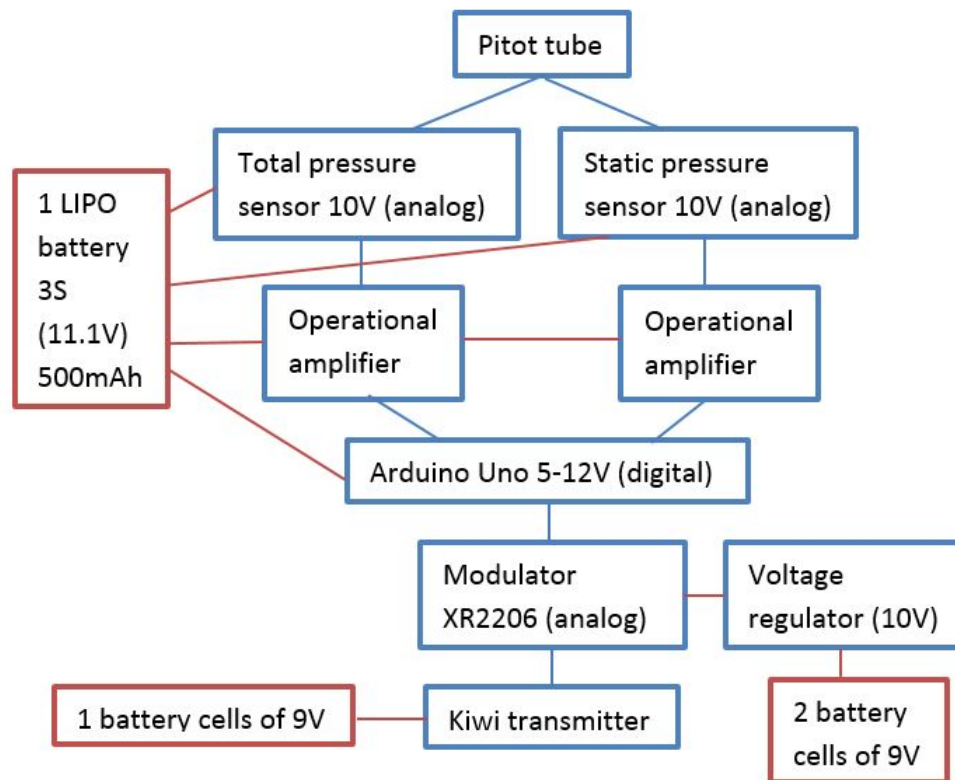 Pitot tube
Total pressure
sensor 10V (analog)
Static pressure
sensor 10V (analog)
1 LIPO
battery
3S
(11.1V)
500mAh
Operational
amplifier
Operational
amplifier
Arduino Uno 5-12V (digital)
Modulator
XR2206 (analog)
Voltage
regulator (10V)
1 battery cells of 9V
Kiwi transmitter
2 battery
cells of 9V